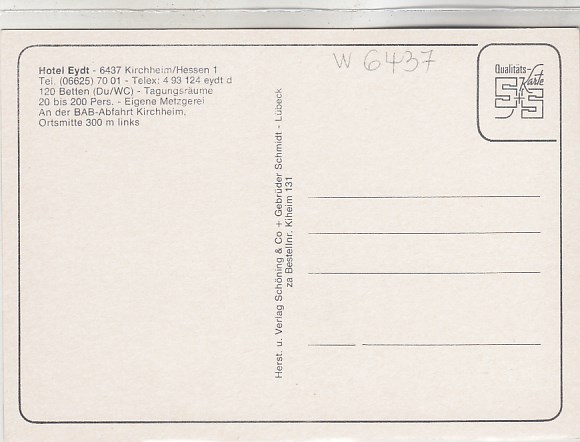 Hotel Eydt - 6437 Kirchheim/Hessen 1
Tel. (06625) 70 01 - Telex: 4 93 124 eydt d
120 Betten (Du/WC) - Tagungsräume
20 bis 200 Pers. - Eigene Metzgerei
An der BAB-Abfahrt Kirchheim,
Ortsmitte 300 m links
W 6437
Qualitäts-
Karte
S+S
Herst. u. Verlag Schöning & Co + Gebrüder Schmidt - Lübeck
za Bestellnr. Kiheim 131